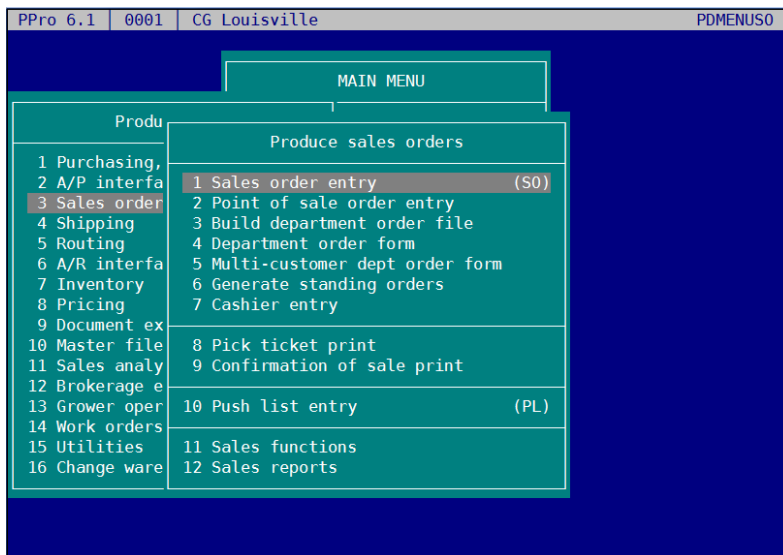 PPro 6.1 | 0001 | CG Louisville PDMENUSO
MAIN MENU
Produ
1 Purchasing,
2 A/P interfa
3 Sales order
4 Shipping
5 Routing
6 A/R interfa
7 Inventory
8 Pricing
9 Document ex
10 Master file
11 Sales analy
12 Brokerage e
13 Grower oper
14 Work orders
15 Utilities
16 Change ware
Produce sales orders
1 Sales order entry (SO)
2 Point of sale order entry
3 Build department order file
4 Department order form
5 Multi-customer dept order form
6 Generate standing orders
7 Cashier entry
8 Pick ticket print
9 Confirmation of sale print
10 Push list entry (PL)
11 Sales functions
12 Sales reports